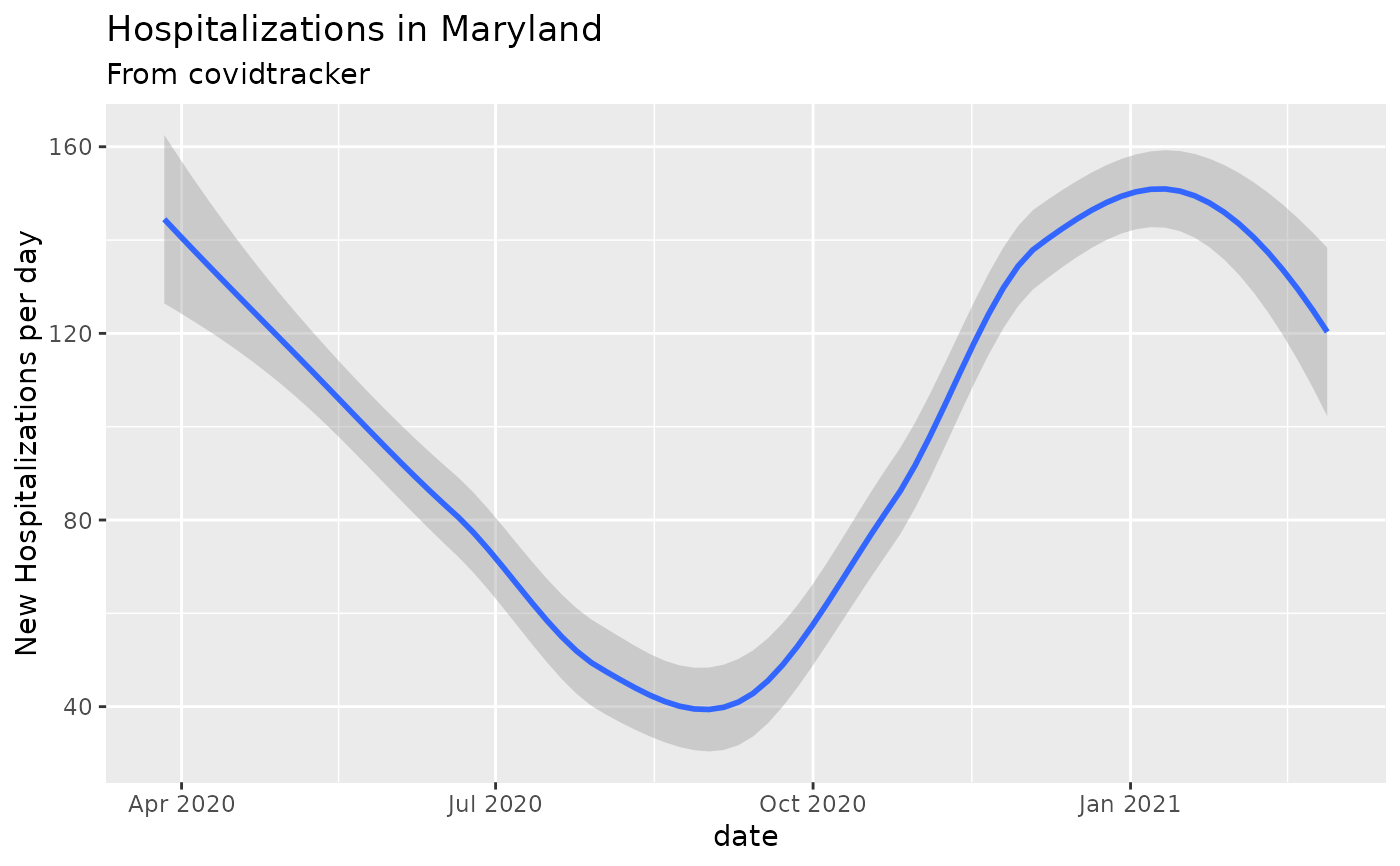 Hospitalizations in Maryland
From covidtracker
New Hospitalizations per day
160
120
80
40
Apr 2020
Jul 2020
Oct 2020
Jan 2021
date